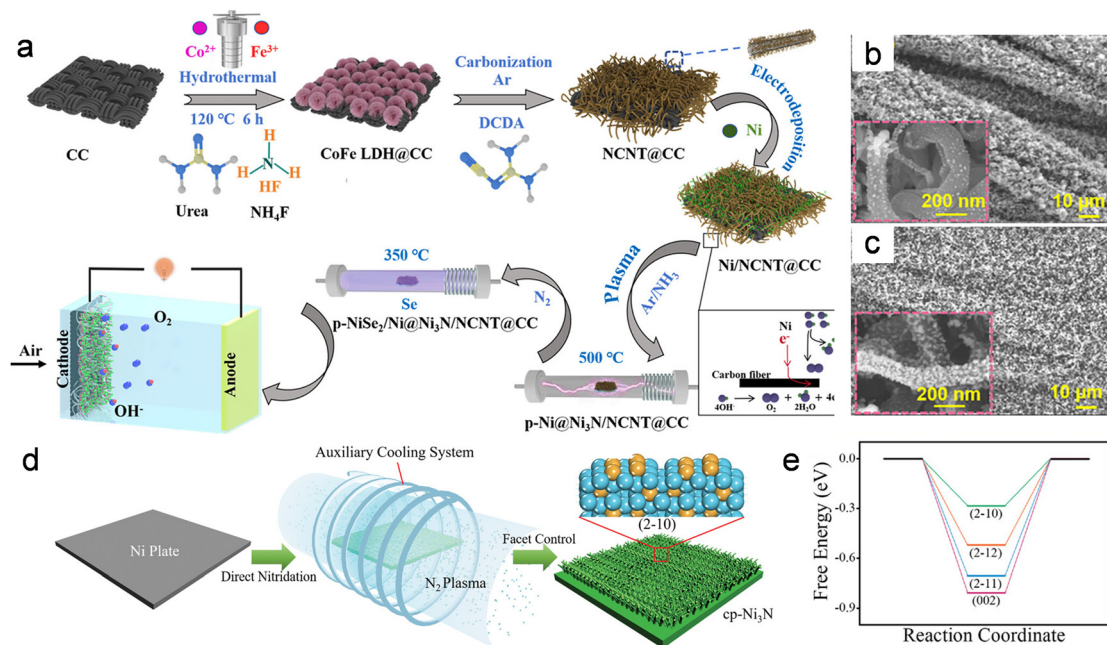 a
Co²⁺
Fe³⁺
Hydrothermal
120 °C 6 h
CC
Urea
H
N
H
H
HF
NH₄F
CoFe LDH@CC
Carbonization
Ar
DCDA
NCNT@CC
Electrodeposition
Ni
Ni/NCNT@CC
Plasma
Ar/NH₃
500 °C
p-Ni@Ni₃N/NCNT@CC
Ni
e⁻
Carbon fiber
4OH⁻
O₂
+
2H₂O
+
N₂
350 °C
Se
p-NiSe₂/Ni@Ni₃N/NCNT@CC
Air
Cathode
O₂
OH⁻
Anode
b
200 nm
10 μm
c
200 nm
10 μm
d
Ni Plate
Direct Nitridation
Auxiliary Cooling System
N₂ Plasma
Facet Control
(2-10)
cp-Ni₃N
e
Free Energy (eV)
0.0
-0.3
-0.6
-0.9
(2-10)
(2-12)
(2-11)
(002)
Reaction Coordinate